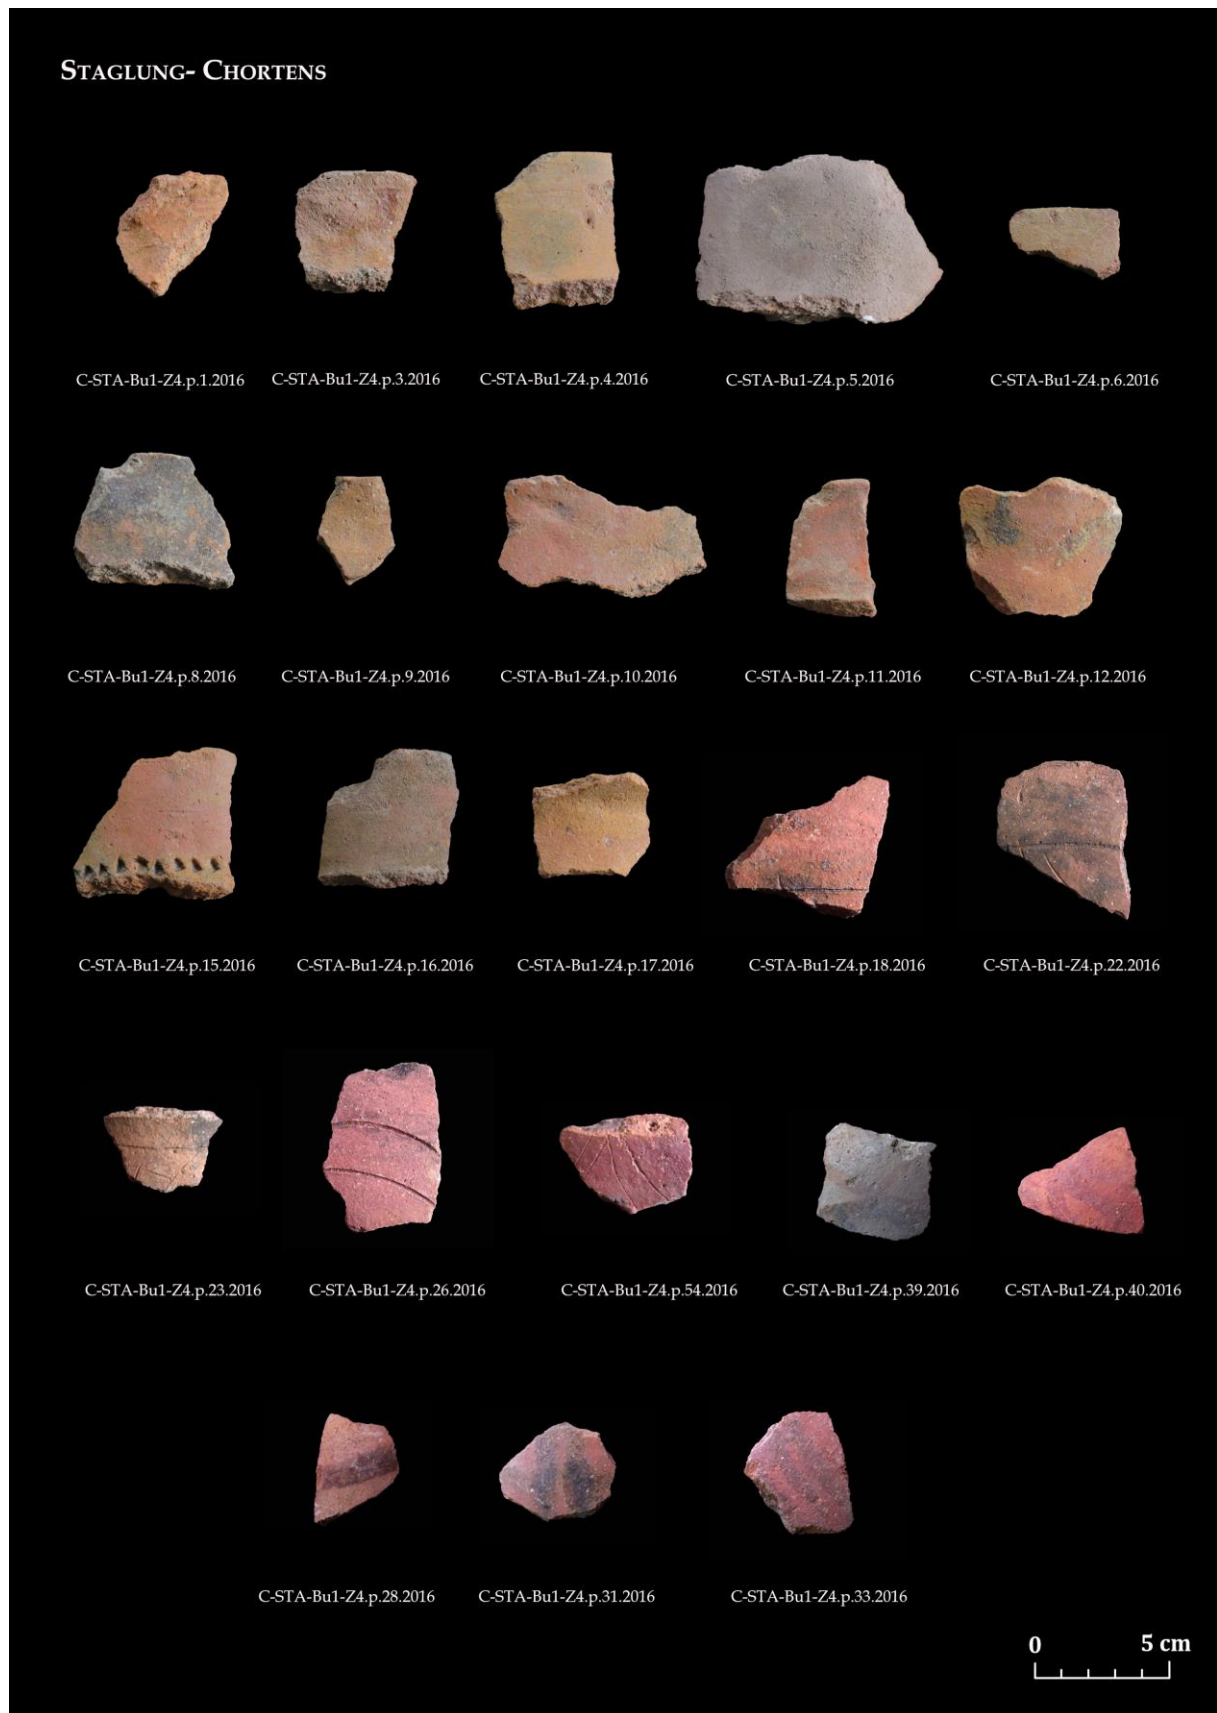 STAGLUNG- CHORTENS
C-STA-Bu1-Z4.p.1.2016 C-STA-Bu1-Z4.p.3.2016 C-STA-Bu1-Z4.p.4.2016 C-STA-Bu1-Z4.p.5.2016 C-STA-Bu1-Z4.p.6.2016
C-STA-Bu1-Z4.p.8.2016 C-STA-Bu1-Z4.p.9.2016 C-STA-Bu1-Z4.p.10.2016 C-STA-Bu1-Z4.p.11.2016 C-STA-Bu1-Z4.p.12.2016
C-STA-Bu1-Z4.p.15.2016 C-STA-Bu1-Z4.p.16.2016 C-STA-Bu1-Z4.p.17.2016 C-STA-Bu1-Z4.p.18.2016 C-STA-Bu1-Z4.p.22.2016
C-STA-Bu1-Z4.p.23.2016 C-STA-Bu1-Z4.p.26.2016 C-STA-Bu1-Z4.p.54.2016 C-STA-Bu1-Z4.p.39.2016 C-STA-Bu1-Z4.p.40.2016
C-STA-Bu1-Z4.p.28.2016 C-STA-Bu1-Z4.p.31.2016 C-STA-Bu1-Z4.p.33.2016
0 5 cm